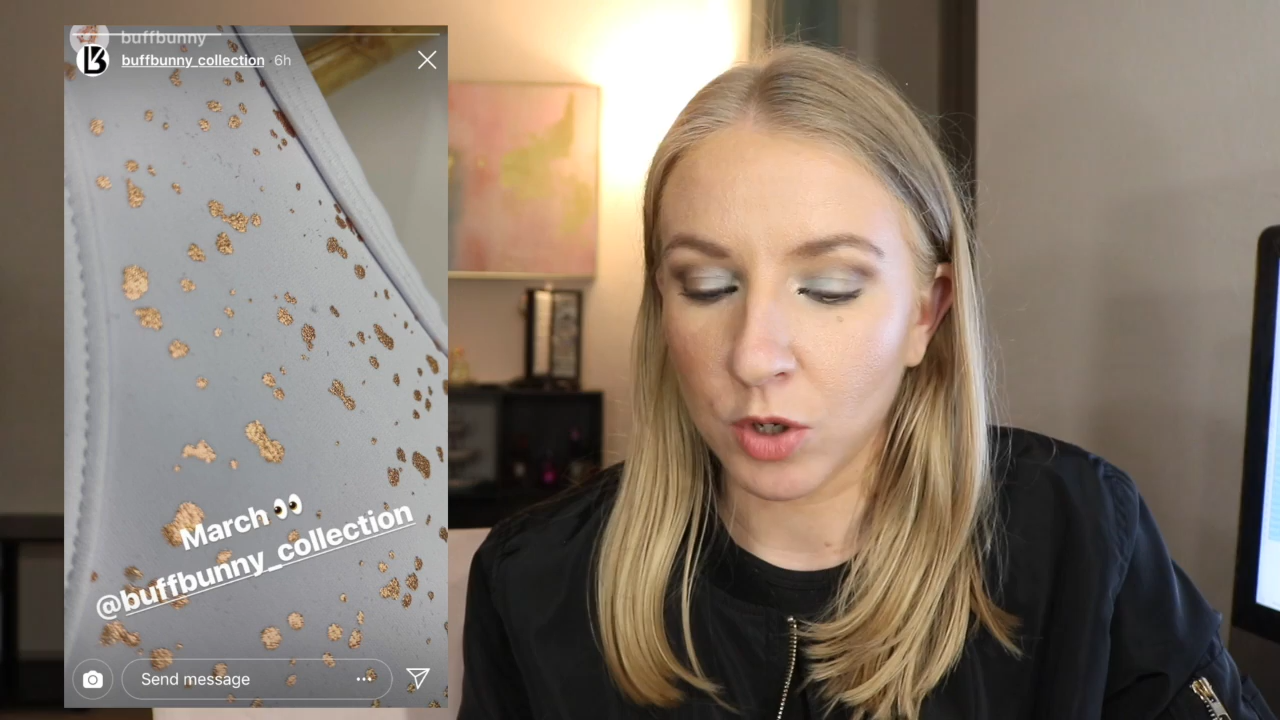 buffbunny
buffbunny_collection · 6h
March 👀
@buffbunny_collection
Send message